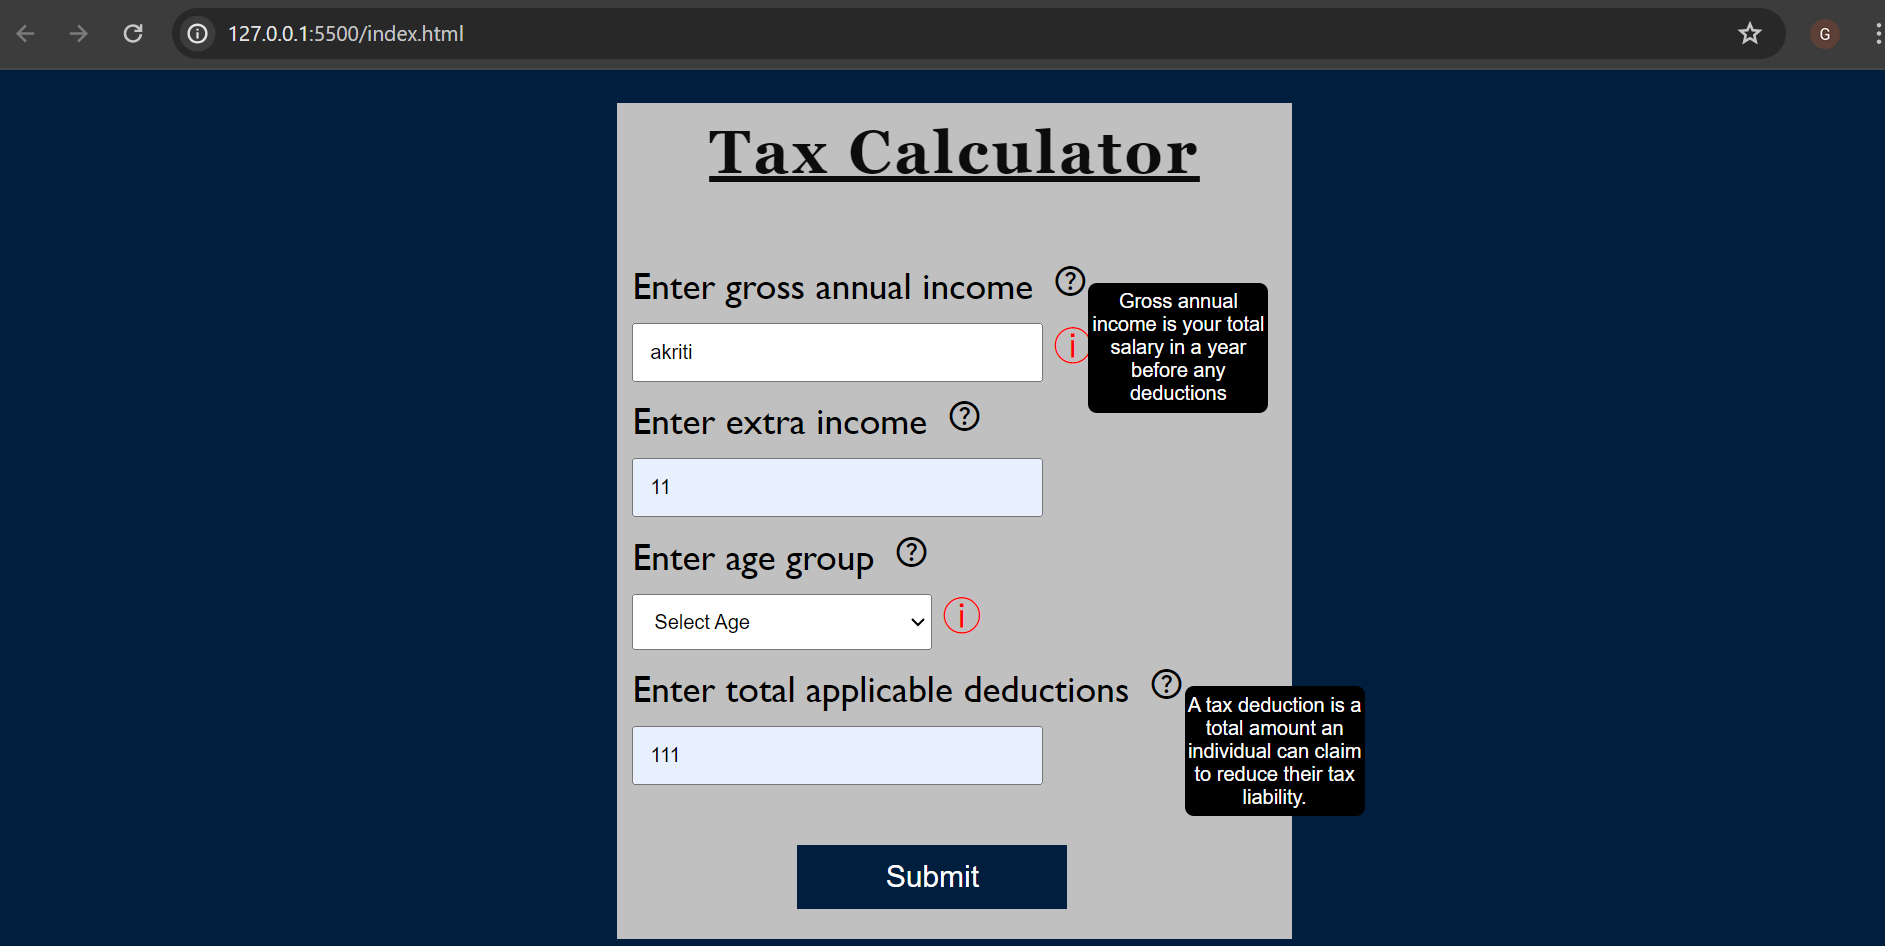 127.0.0.1:5500/index.html
G
Tax Calculator
Enter gross annual income ?
Gross annual
income is your total
salary in a year
before any
deductions
akriti
i
Enter extra income ?
11
Enter age group ?
Select Age
i
Enter total applicable deductions ?
A tax deduction is a
total amount an
individual can claim
to reduce their tax
liability.
111
Submit